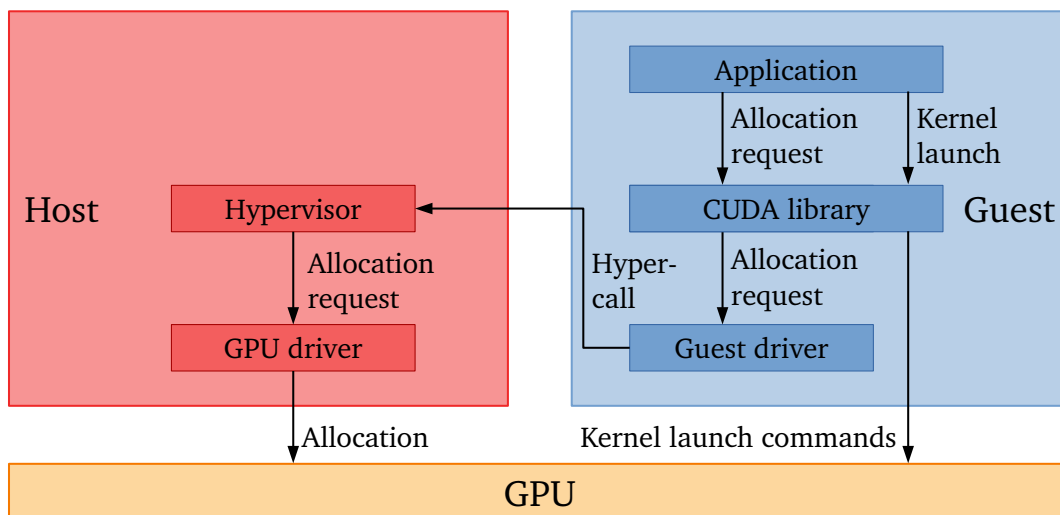 Host
Hypervisor
Allocation
request
GPU driver
Allocation
Guest
Application
Allocation
request
Kernel
launch
CUDA library
Hyper-
call
Allocation
request
Guest driver
Kernel launch commands
GPU